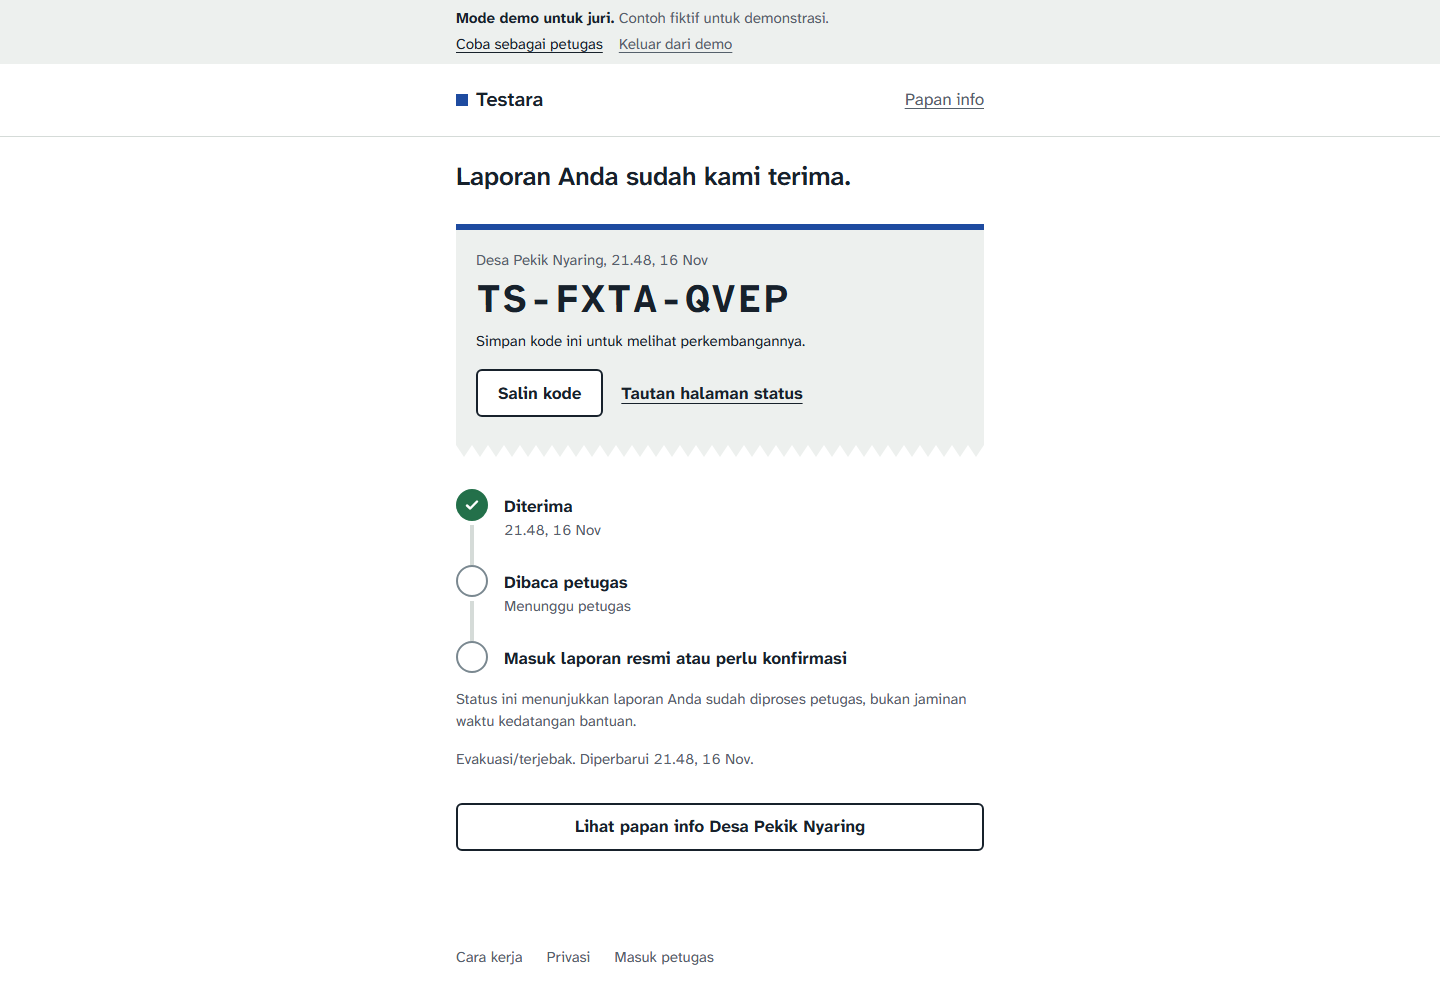 Mode demo untuk juri. Contoh fiktif untuk demonstrasi.
Coba sebagai petugas Keluar dari demo
Testara Papan info
Laporan Anda sudah kami terima.
Desa Pekik Nyaring, 21.48, 16 Nov
TS-FXTA-QVEP
Simpan kode ini untuk melihat perkembangannya.
Salin kode Tautan halaman status
Diterima
21.48, 16 Nov
Dibaca petugas
Menunggu petugas
Masuk laporan resmi atau perlu konfirmasi
Status ini menunjukkan laporan Anda sudah diproses petugas, bukan jaminan
waktu kedatangan bantuan.
Evakuasi/terjebak. Diperbarui 21.48, 16 Nov.
Lihat papan info Desa Pekik Nyaring
Cara kerja Privasi Masuk petugas